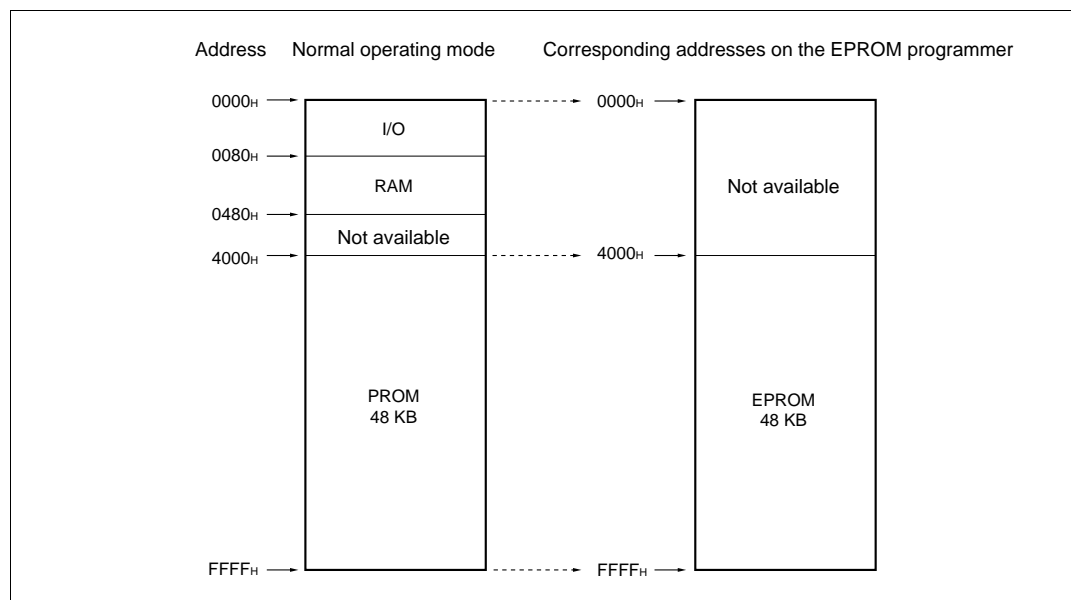 Address Normal operating mode Corresponding addresses on the EPROM programmer
0000H 0000H
I/O
0080H
RAM Not available
0480H
Not available
4000H 4000H
PROM EPROM
48 KB 48 KB
FFFFH FFFFH